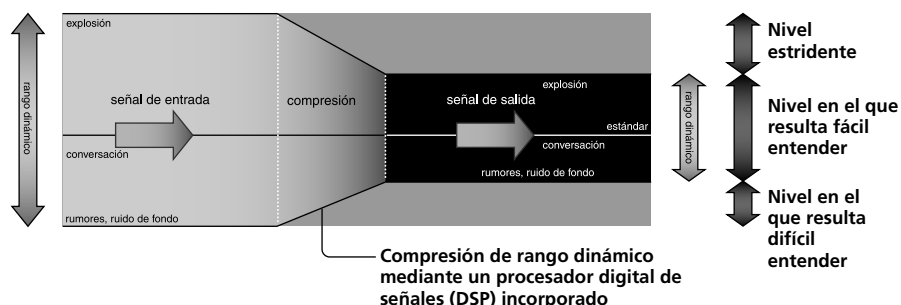 explosión
rango dinámico
señal de entrada
compresión
conversación
rumores, ruido de fondo
explosión
señal de salida
estándar
conversación
rumores, ruido de fondo
rango dinámico
Nivel
estridente
Nivel en el que
resulta fácil
entender
Nivel en el
que resulta
difícil
entender
Compresión de rango dinámico
mediante un procesador digital de
señales (DSP) incorporado